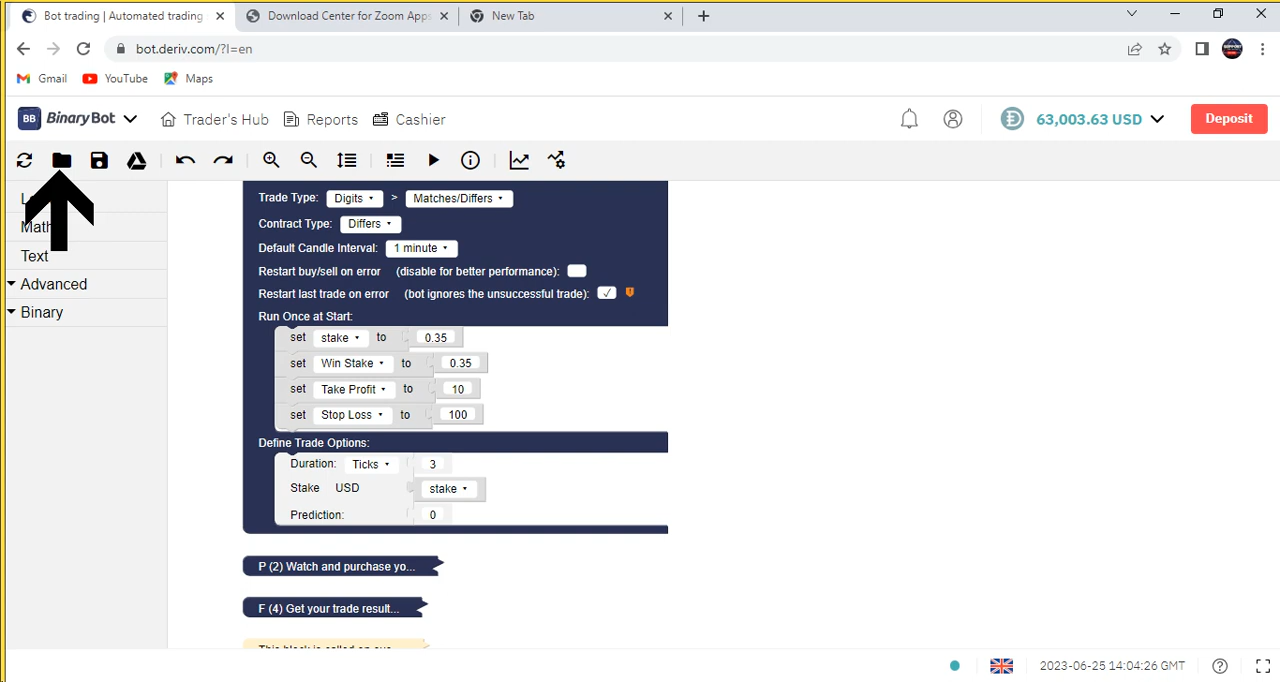 Bot trading | Automated trading
Download Center for Zoom Apps
New Tab
bot.deriv.com/?l=en
Gmail YouTube Maps
BB Binary Bot Trader's Hub Reports Cashier 63,003.63 USD Deposit
Math
Text
Advanced
Binary
Trade Type: Digits > Matches/Differs
Contract Type: Differs
Default Candle Interval: 1 minute
Restart buy/sell on error (disable for better performance):
Restart last trade on error (bot ignores the unsuccessful trade):
Run Once at Start:
set stake to 0.35
set Win Stake to 0.35
set Take Profit to 10
set Stop Loss to 100
Define Trade Options:
Duration: Ticks 3
Stake USD stake
Prediction: 0
P (2) Watch and purchase yo...
F (4) Get your trade result...
2023-06-25 14:04:26 GMT